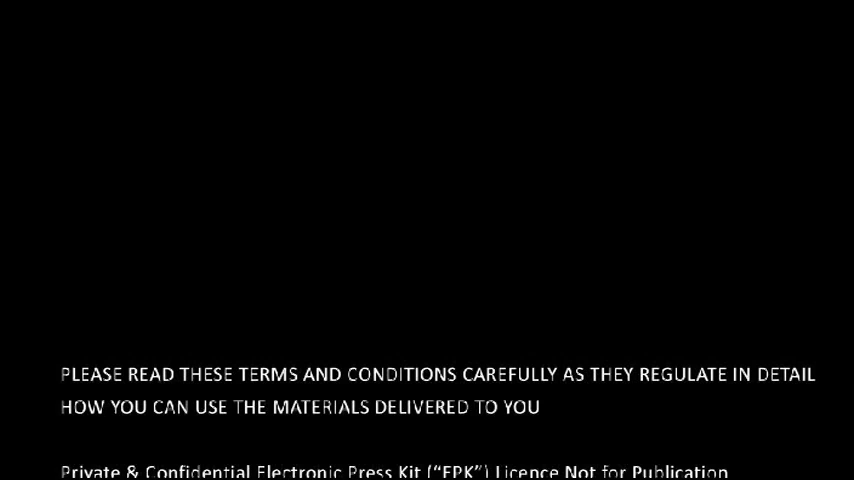 PLEASE READ THESE TERMS AND CONDITIONS CAREFULLY AS THEY REGULATE IN DETAIL
HOW YOU CAN USE THE MATERIALS DELIVERED TO YOU
Private & Confidential Electronic Press Kit (“EPK”) Licence Not for Publication